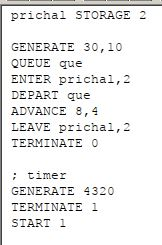 prichal STORAGE 2
GENERATE 30,10
QUEUE que
ENTER prichal,2
DEPART que
ADVANCE 8,4
LEAVE prichal,2
TERMINATE 0
; timer
GENERATE 4320
TERMINATE 1
START 1